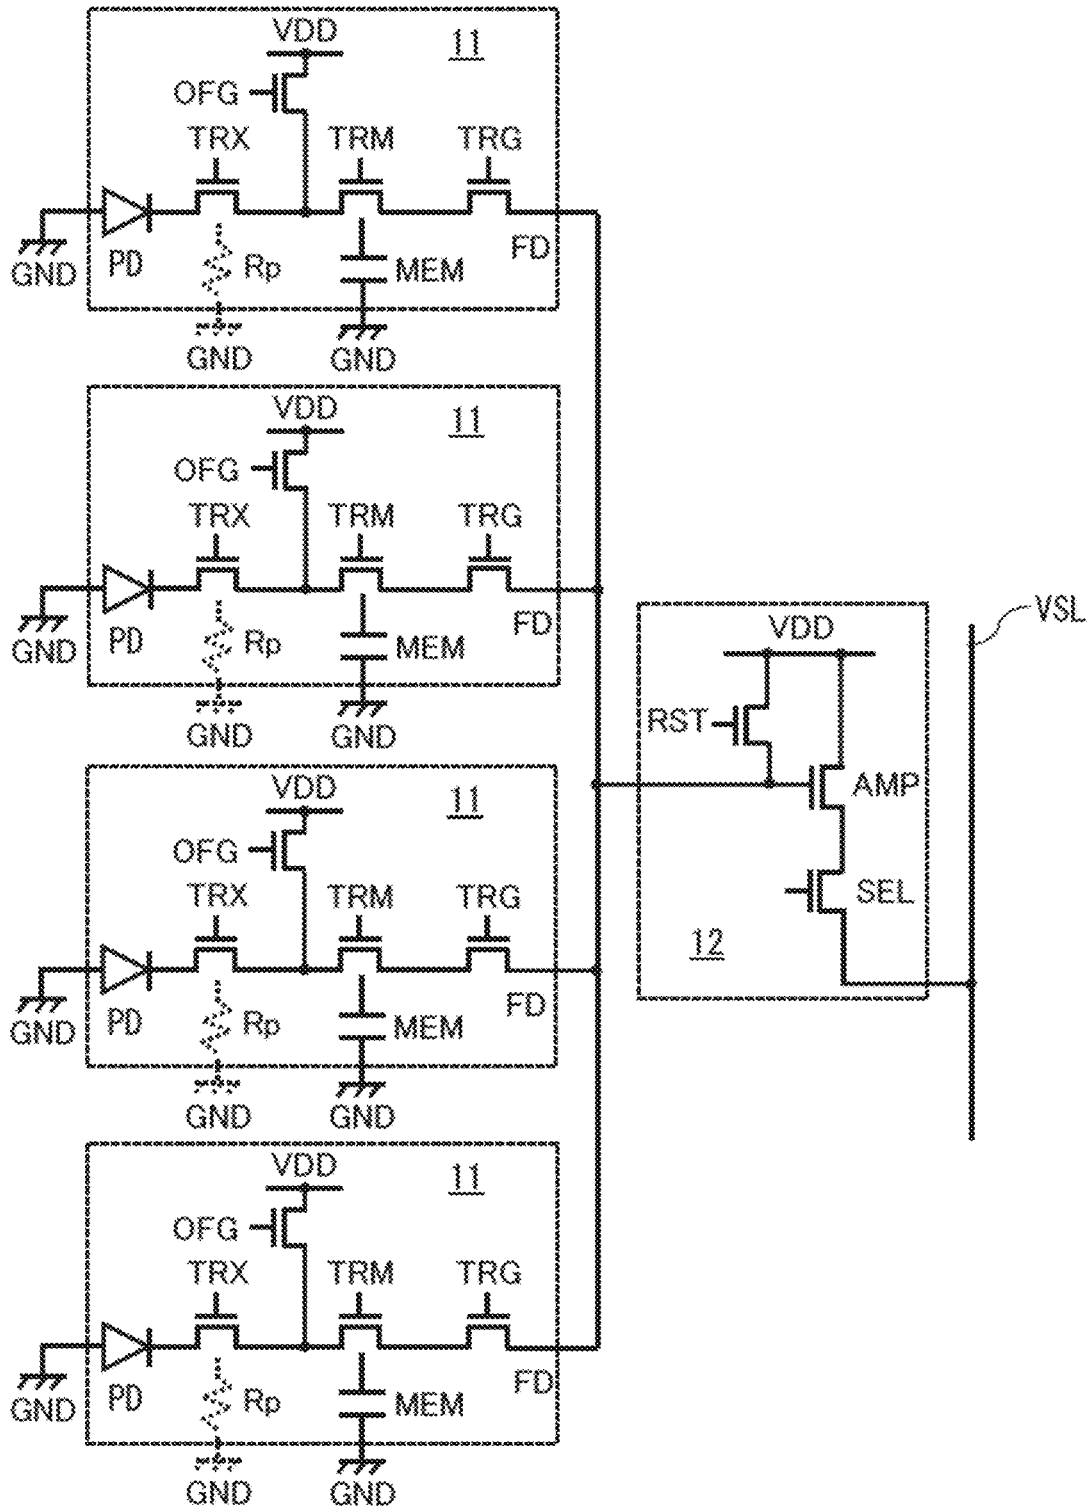 VDD 11
OFG
TRX TRM TRG
PD Rp MEM FD
GND
GND GND
VDD 11
OFG
TRX TRM TRG
PD Rp MEM FD
GND
GND GND
VSL
VDD
RST
AMP
SEL
12
VDD 11
OFG
TRX TRM TRG
PD Rp MEM FD
GND
GND GND
VDD 11
OFG
TRX TRM TRG
PD Rp MEM FD
GND
GND GND